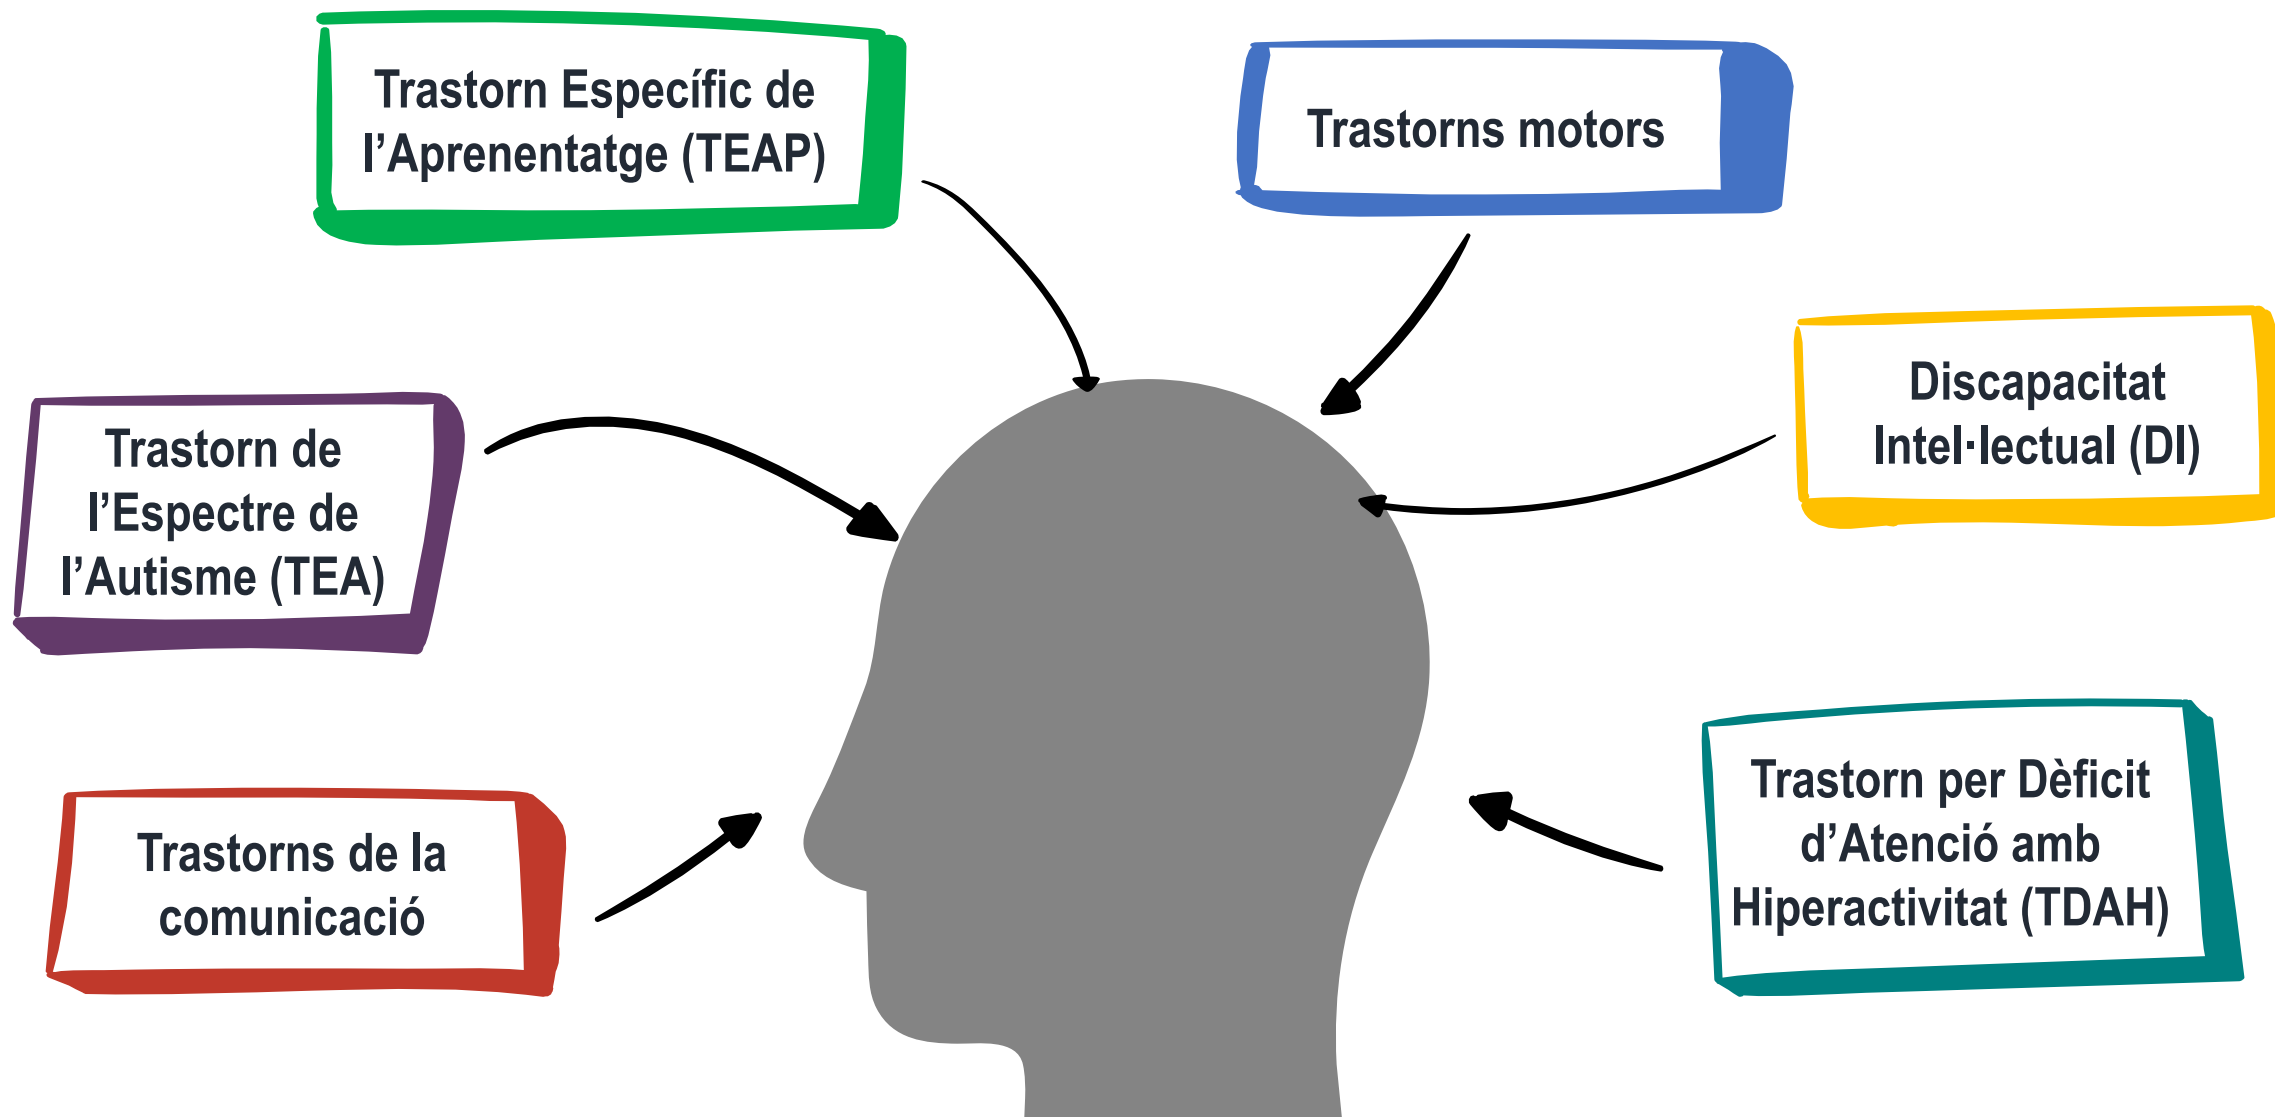 Trastorn Específic de
l’Aprenentatge (TEAP)
Trastorns motors
Discapacitat
Intel·lectual (DI)
Trastorn de
l’Espectre de
l’Autisme (TEA)
Trastorn per Dèficit
d’Atenció amb
Hiperactivitat (TDAH)
Trastorns de la
comunicació